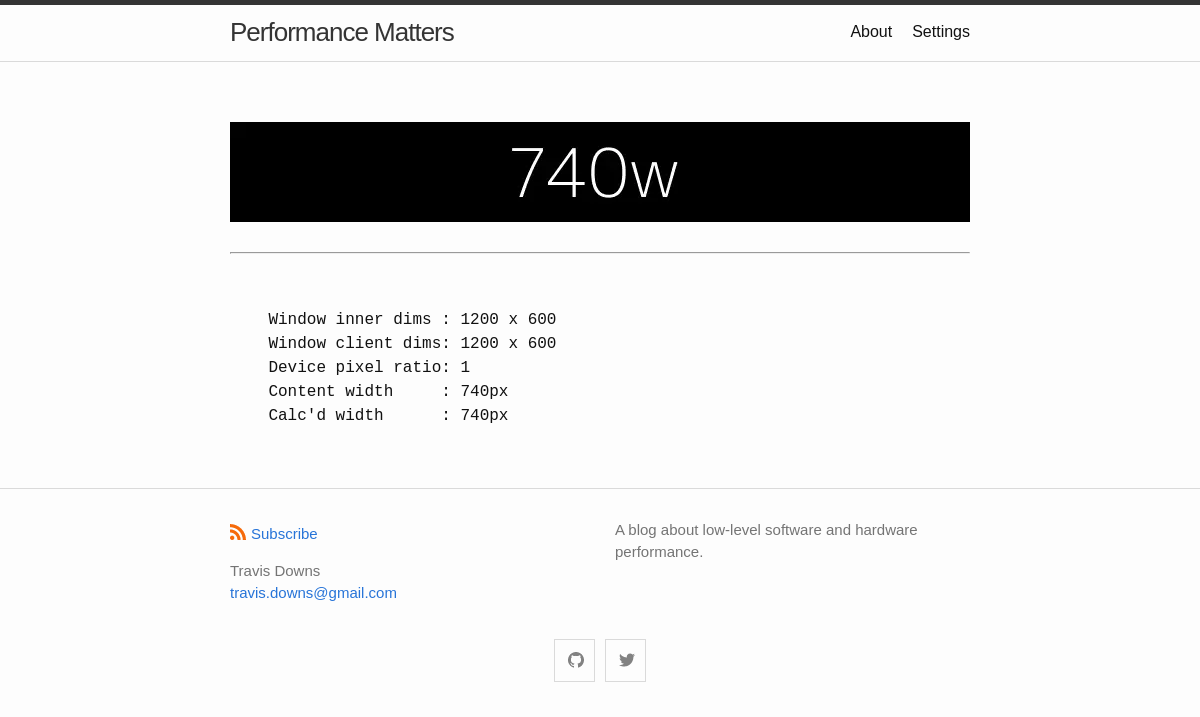 Performance Matters
About Settings
740w
Window inner dims : 1200 x 600
Window client dims: 1200 x 600
Device pixel ratio: 1
Content width     : 740px
Calc'd width      : 740px
Subscribe
Travis Downs
travis.downs@gmail.com
A blog about low-level software and hardware
performance.